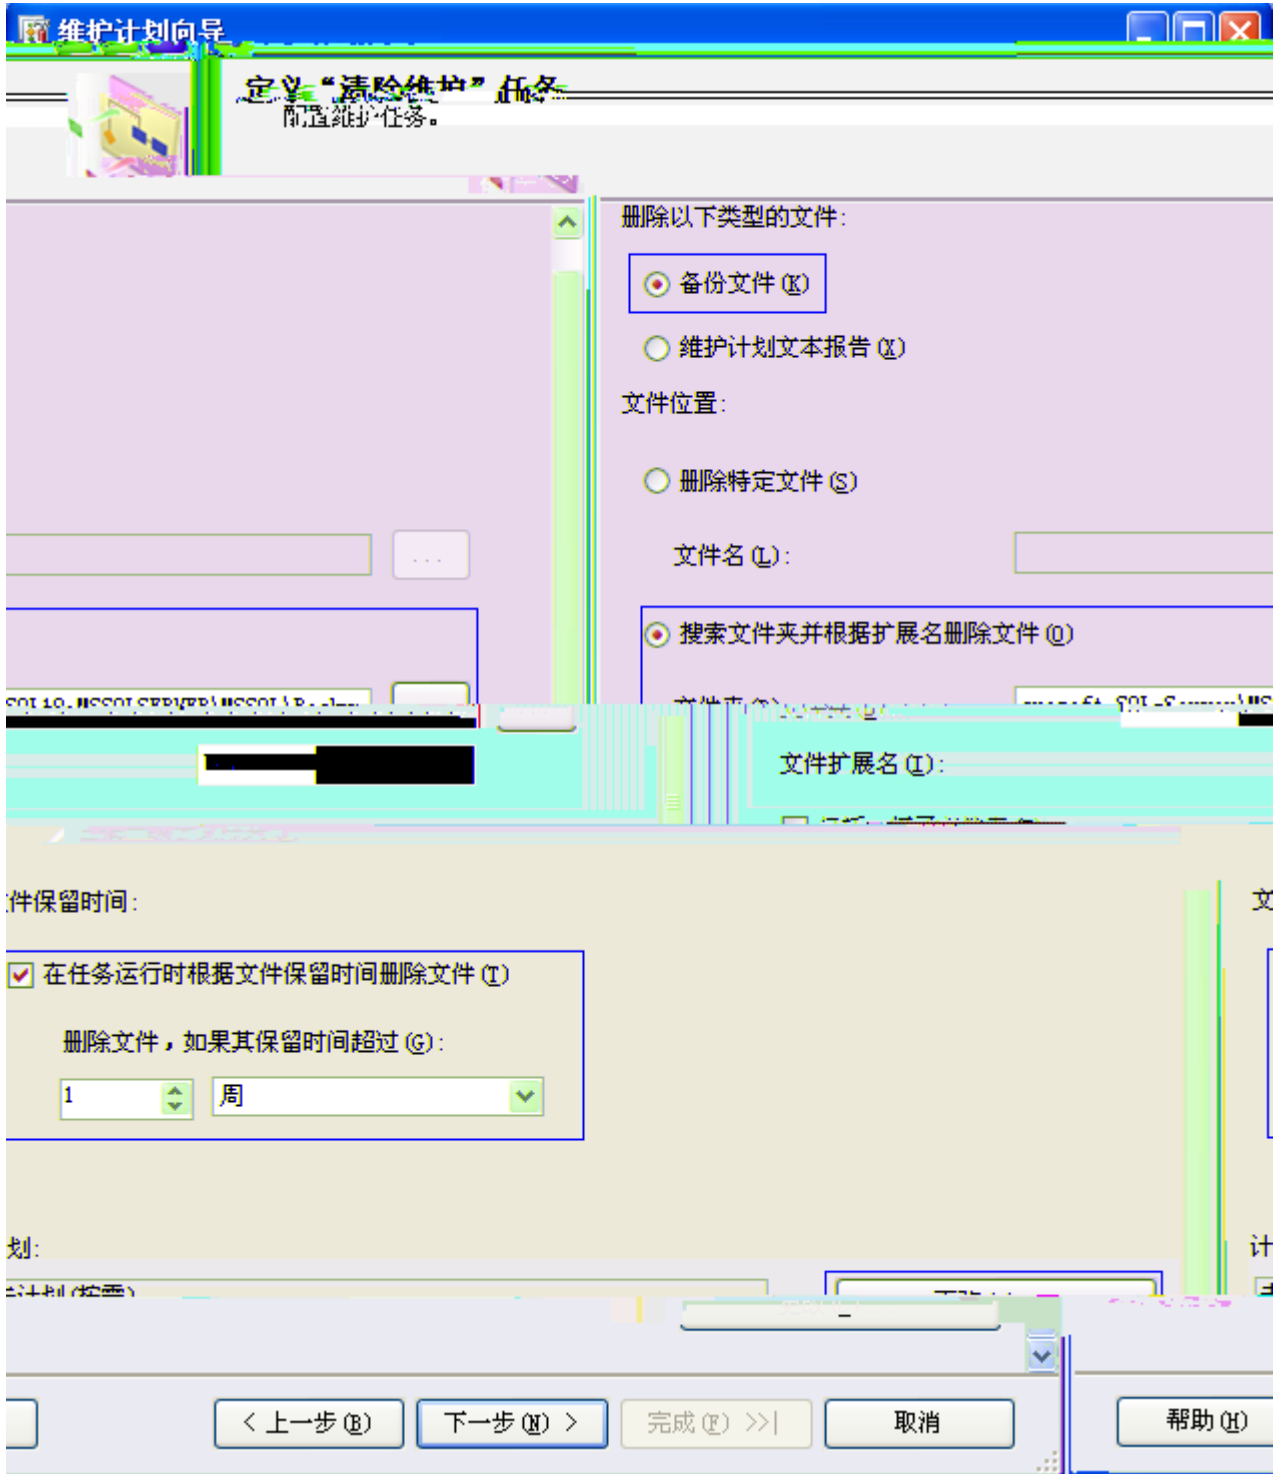 维护计划向导
定义“清除维护”任务
配置维护任务。
删除以下类型的文件:
备份文件(K)
维护计划文本报告(X)
文件位置:
删除特定文件(S)
文件名(L):
...
搜索文件夹并根据扩展名删除文件(O)
文件扩展名(I):
件保留时间:
文
在任务运行时根据文件保留时间删除文件(T)
删除文件，如果其保留时间超过(G):
1
周
划:
计
计划(按需)
< 上一步(B)
下一步(N) >
完成(F) >>|
取消
帮助(H)